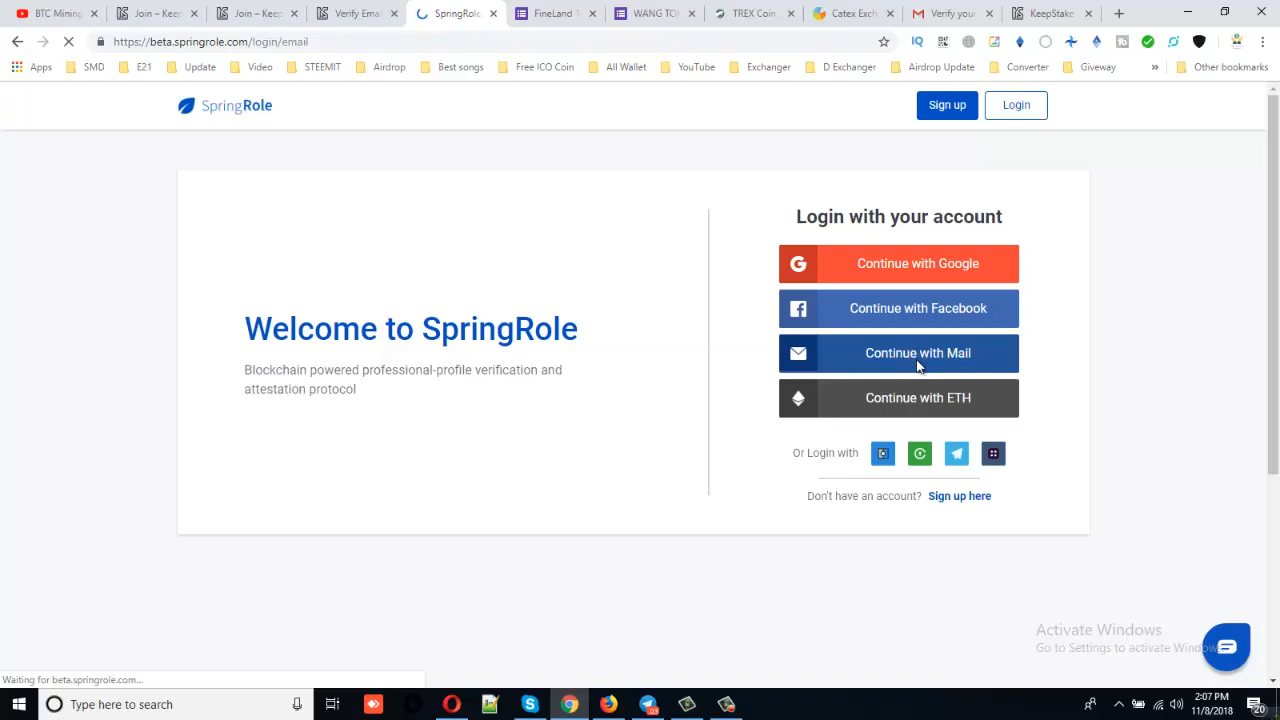 BTC Mining
Join – Keep
Join – Keep
Verify Emai
SpringRole.
FineLand T
WANG TO
TREX Coin
Catex Exch
Verify your
KeepStake
https://beta.springrole.com/login/email
Apps
SMD
E21
Update
Video
STEEMIT
Airdrop
Best songs
Free ICO Coin
All Wallet
YouTube
Exchanger
D Exchanger
Airdrop Update
Converter
Giveway
Other bookmarks
SpringRole
Sign up
Login
Login with your account
Continue with Google
Continue with Facebook
Continue with Mail
Continue with ETH
Or Login with
Don't have an account? Sign up here
Welcome to SpringRole
Blockchain powered professional-profile verification and
attestation protocol
Activate Windows
Go to Settings to activate Windows
Waiting for beta.springrole.com...
Type here to search
2:07 PM
11/8/2018
20